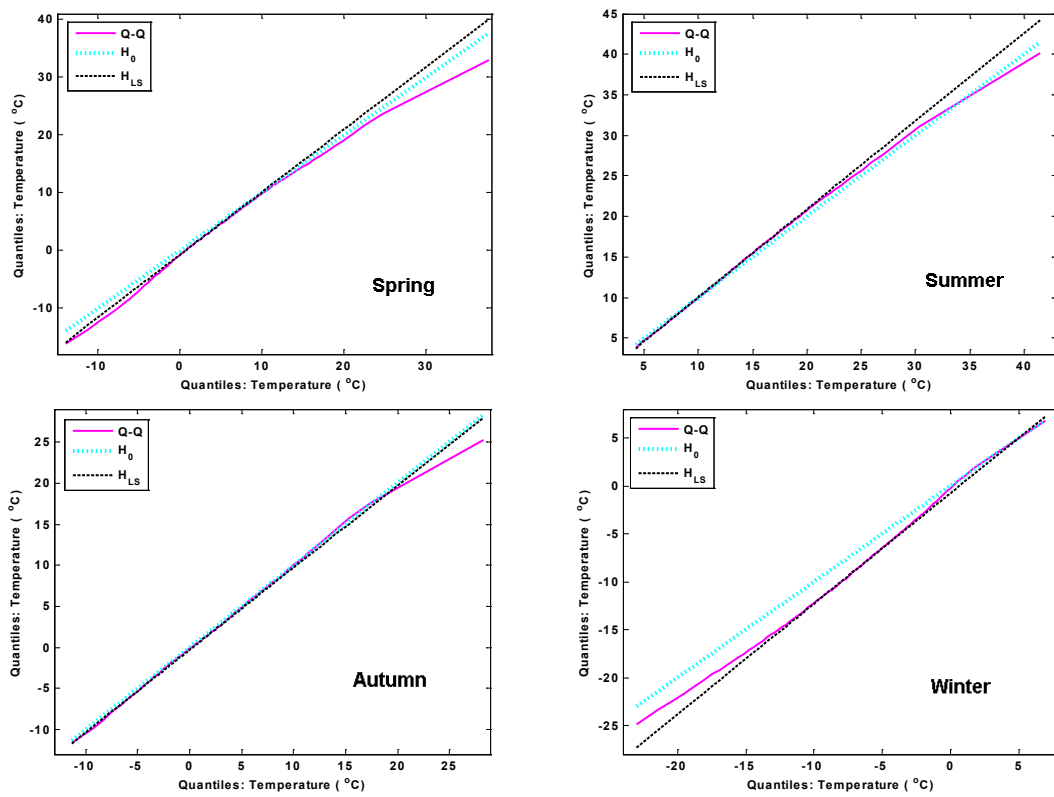 Q-Q
H0
HLS
40
30
20
10
0
-10
Quantiles: Temperature ( °C)
-10 0 10 20 30
Quantiles: Temperature ( °C)
Spring
Q-Q
H0
HLS
45
40
35
30
25
20
15
10
5
Quantiles: Temperature ( °C)
5 10 15 20 25 30 35 40
Quantiles: Temperature ( °C)
Summer
Q-Q
H0
HLS
25
20
15
10
5
0
-5
-10
Quantiles: Temperature ( °C)
-10 -5 0 5 10 15 20 25
Quantiles: Temperature ( °C)
Autumn
Q-Q
H0
HLS
5
0
-5
-10
-15
-20
-25
Quantiles: Temperature ( °C)
-20 -15 -10 -5 0 5
Quantiles: Temperature ( °C)
Winter